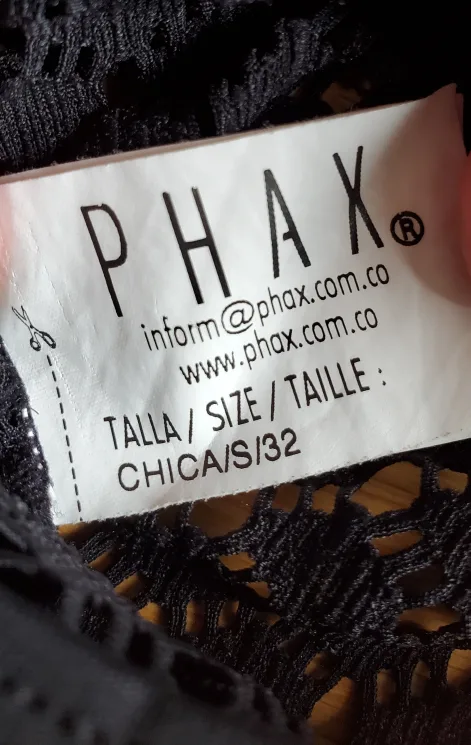 PHAX®
inform@phax.com.co
www.phax.com.co
TALLA / SIZE / TAILLE :
CHICA/S/32